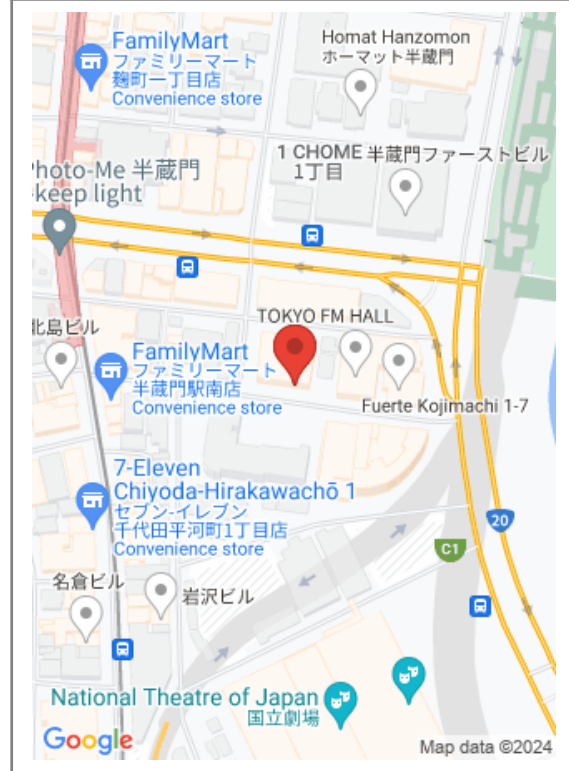 FamilyMart
ファミリーマート
麹町一丁目店
Convenience store
Homat Hanzomon
ホーマット半蔵門
1 CHOME
1丁目
半蔵門ファーストビル
Photo-Me 半蔵門
-keep light
TOKYO FM HALL
北島ビル
FamilyMart
ファミリーマート
半蔵門駅南店
Convenience store
Fuerte Kojimachi 1-7
7-Eleven
Chiyoda-Hirakawachō 1
セブン-イレブン
千代田平河町1丁目店
Convenience store
20
C1
名倉ビル
岩沢ビル
National Theatre of Japan
国立劇場
Google
Map data ©2024